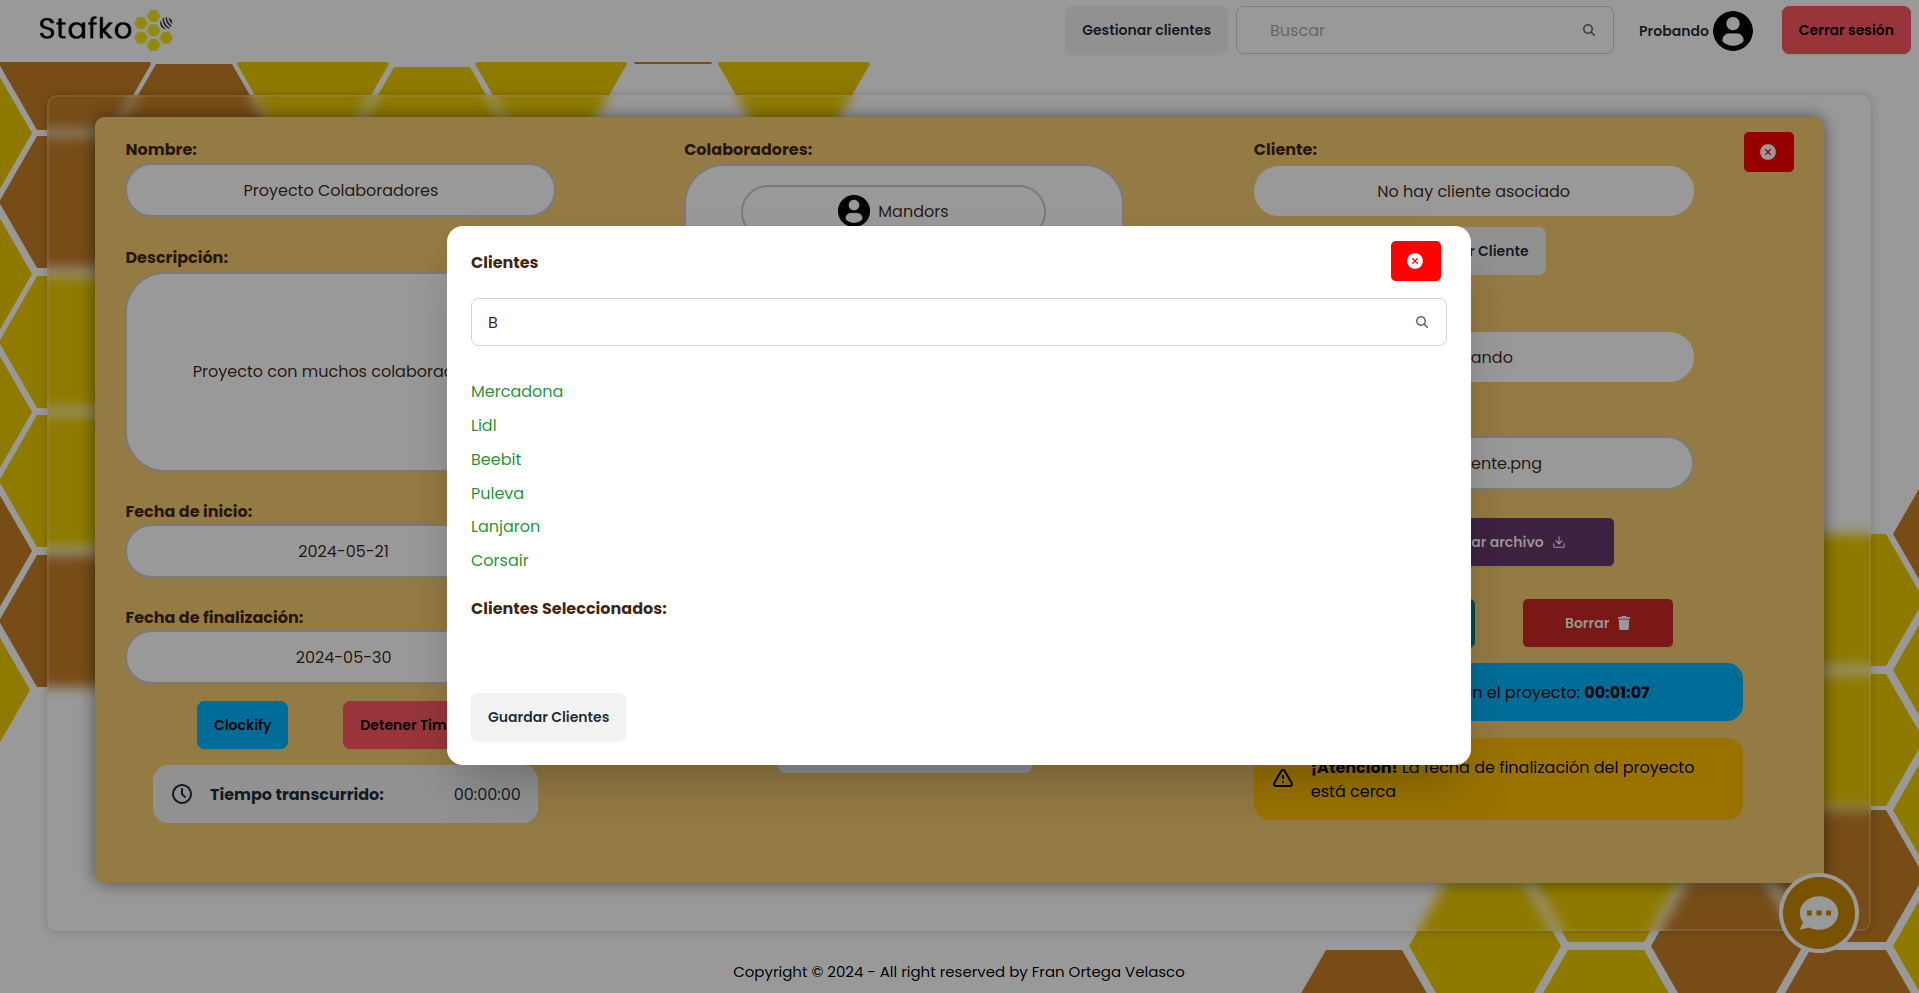 Stafko
Gestionar clientes
Buscar
Probando
Cerrar sesión
Nombre:
Proyecto Colaboradores
Colaboradores:
Mandors
Cliente:
No hay cliente asociado
Cliente
Descripción:
Proyecto con muchos
Clientes
B
Mercadona
Lidl
Beebit
Puleva
Lanjaron
Corsair
Clientes Seleccionados:
Guardar Clientes
ando
ente.png
ar archivo
Borrar
n el proyecto: 00:01:07
¡Atención! La fecha de finalización del proyecto
está cerca
Fecha de inicio:
2024-05-21
Fecha de finalización:
2024-05-30
Clockify
Detener Tim
Tiempo transcurrido: 00:00:00
Copyright © 2024 - All right reserved by Fran Ortega Velasco